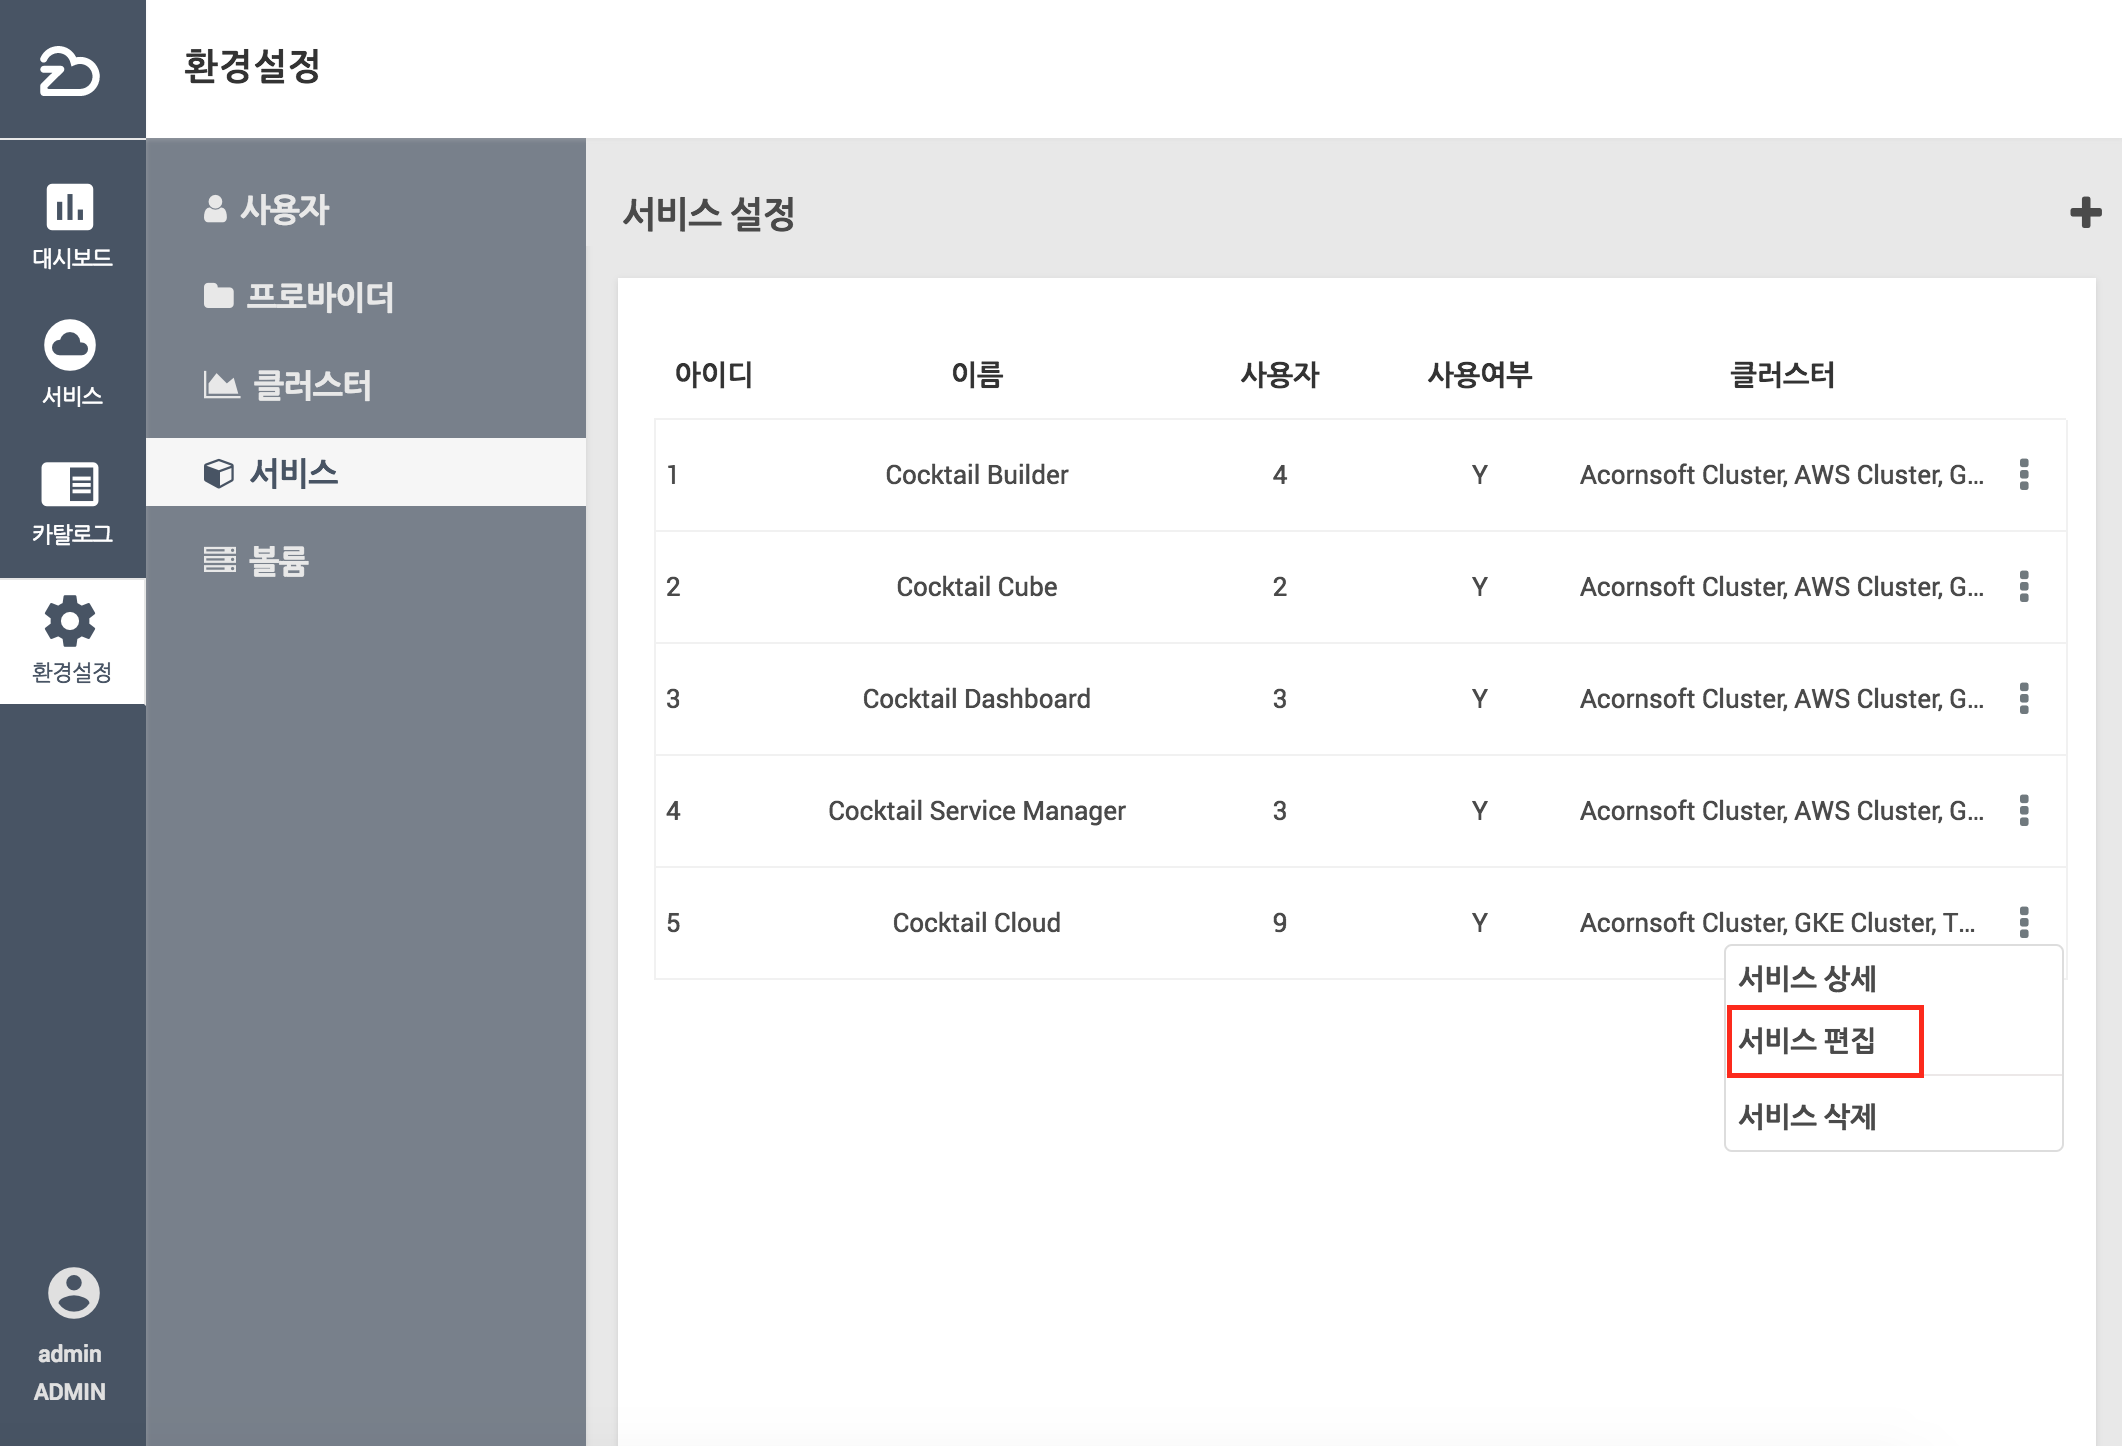 환경설정
대시보드
서비스
카탈로그
환경설정
admin
ADMIN
사용자
프로바이더
클러스터
서비스
볼륨
서비스 설정
아이디 이름 사용자 사용여부 클러스터
1 Cocktail Builder 4 Y Acornsoft Cluster, AWS Cluster, G...
2 Cocktail Cube 2 Y Acornsoft Cluster, AWS Cluster, G...
3 Cocktail Dashboard 3 Y Acornsoft Cluster, AWS Cluster, G...
4 Cocktail Service Manager 3 Y Acornsoft Cluster, AWS Cluster, G...
5 Cocktail Cloud 9 Y Acornsoft Cluster, GKE Cluster, T...
서비스 상세
서비스 편집
서비스 삭제